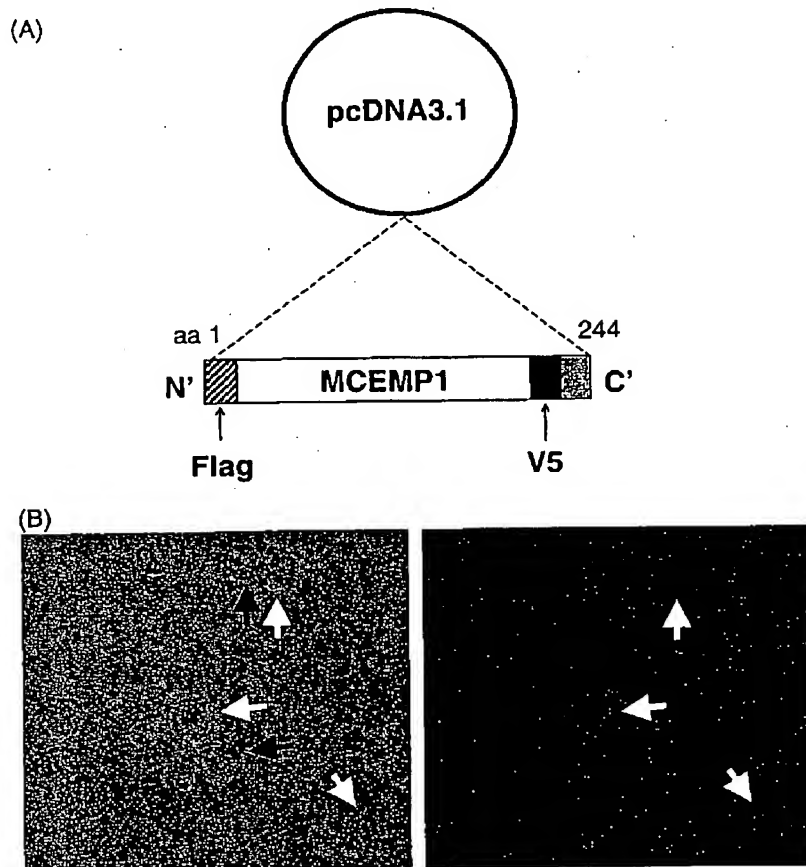 (A)
pcDNA3.1
aa 1
244
N'
MCEMP1
C'
Flag
V5
(B)